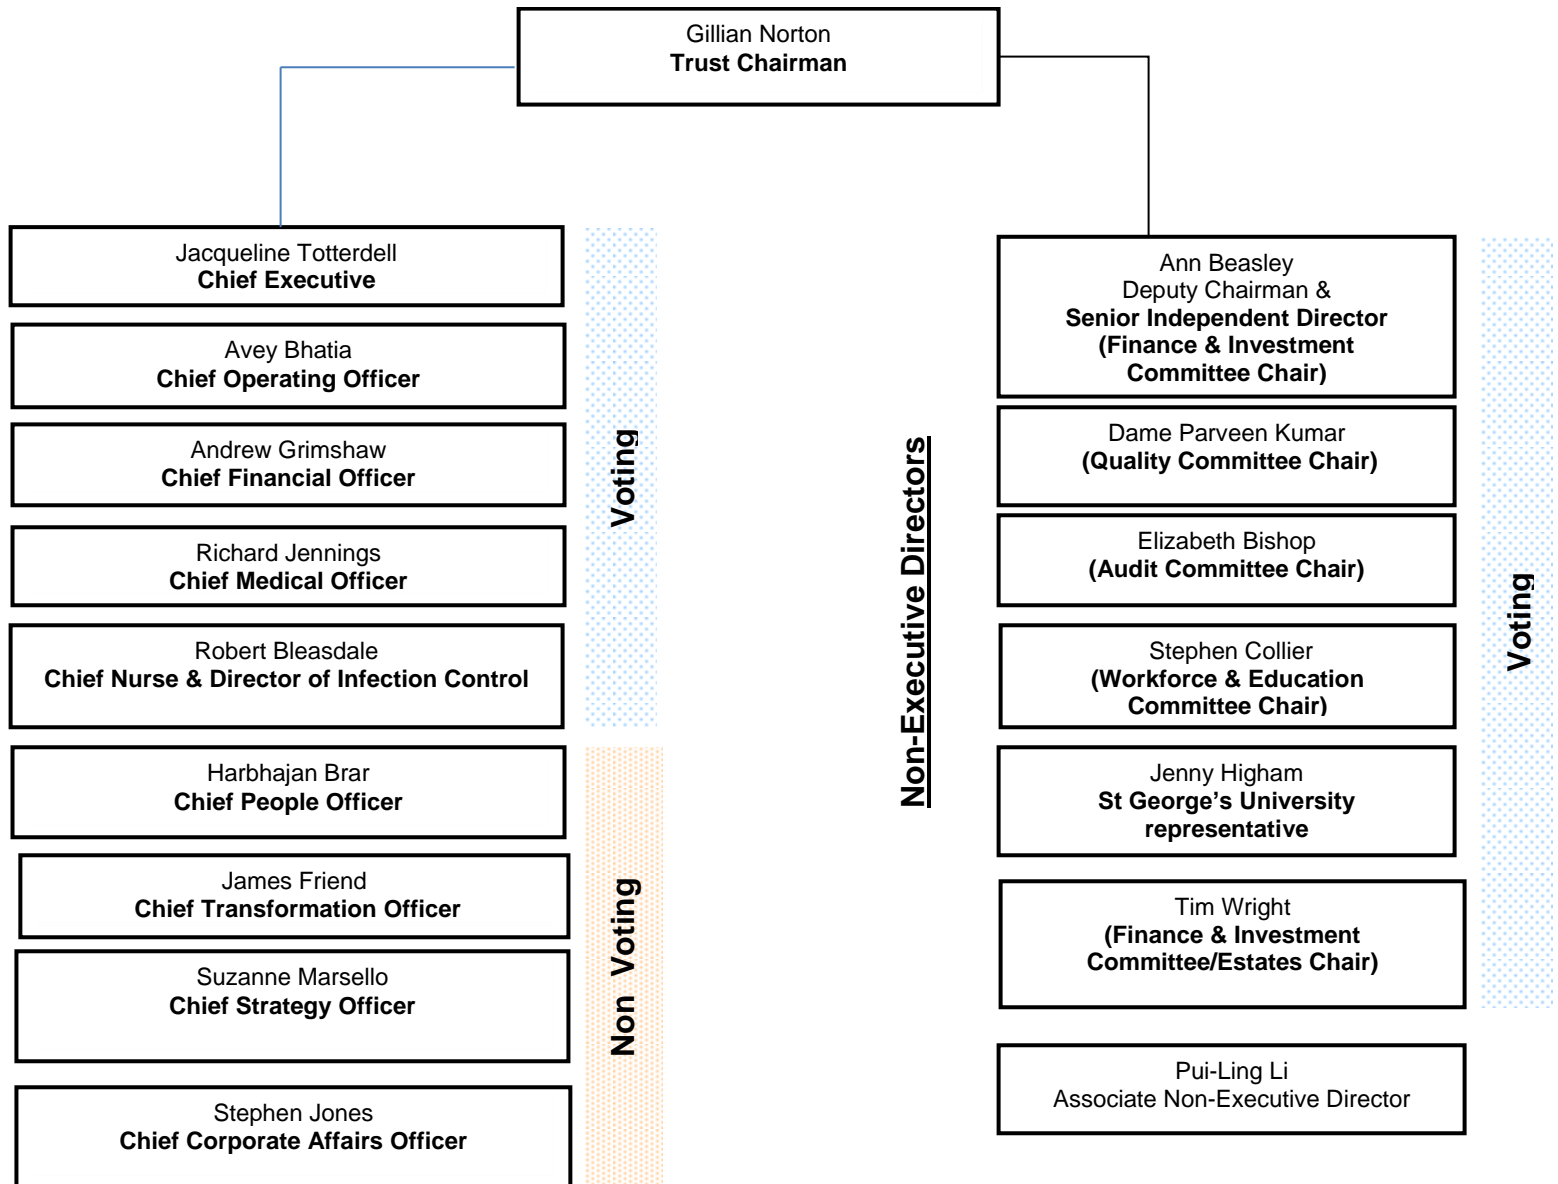 Gillian Norton
Trust Chairman
Jacqueline Totterdell
Chief Executive
Avey Bhatia
Chief Operating Officer
Andrew Grimshaw
Chief Financial Officer
Richard Jennings
Chief Medical Officer
Robert Bleasdale
Chief Nurse & Director of Infection Control
Voting
Harbhajan Brar
Chief People Officer
James Friend
Chief Transformation Officer
Suzanne Marsello
Chief Strategy Officer
Stephen Jones
Chief Corporate Affairs Officer
Non Voting
Non-Executive Directors
Ann Beasley
Deputy Chairman &
Senior Independent Director
(Finance & Investment
Committee Chair)
Dame Parveen Kumar
(Quality Committee Chair)
Elizabeth Bishop
(Audit Committee Chair)
Stephen Collier
(Workforce & Education
Committee Chair)
Jenny Higham
St George’s University
representative
Tim Wright
(Finance & Investment
Committee/Estates Chair)
Voting
Pui-Ling Li
Associate Non-Executive Director